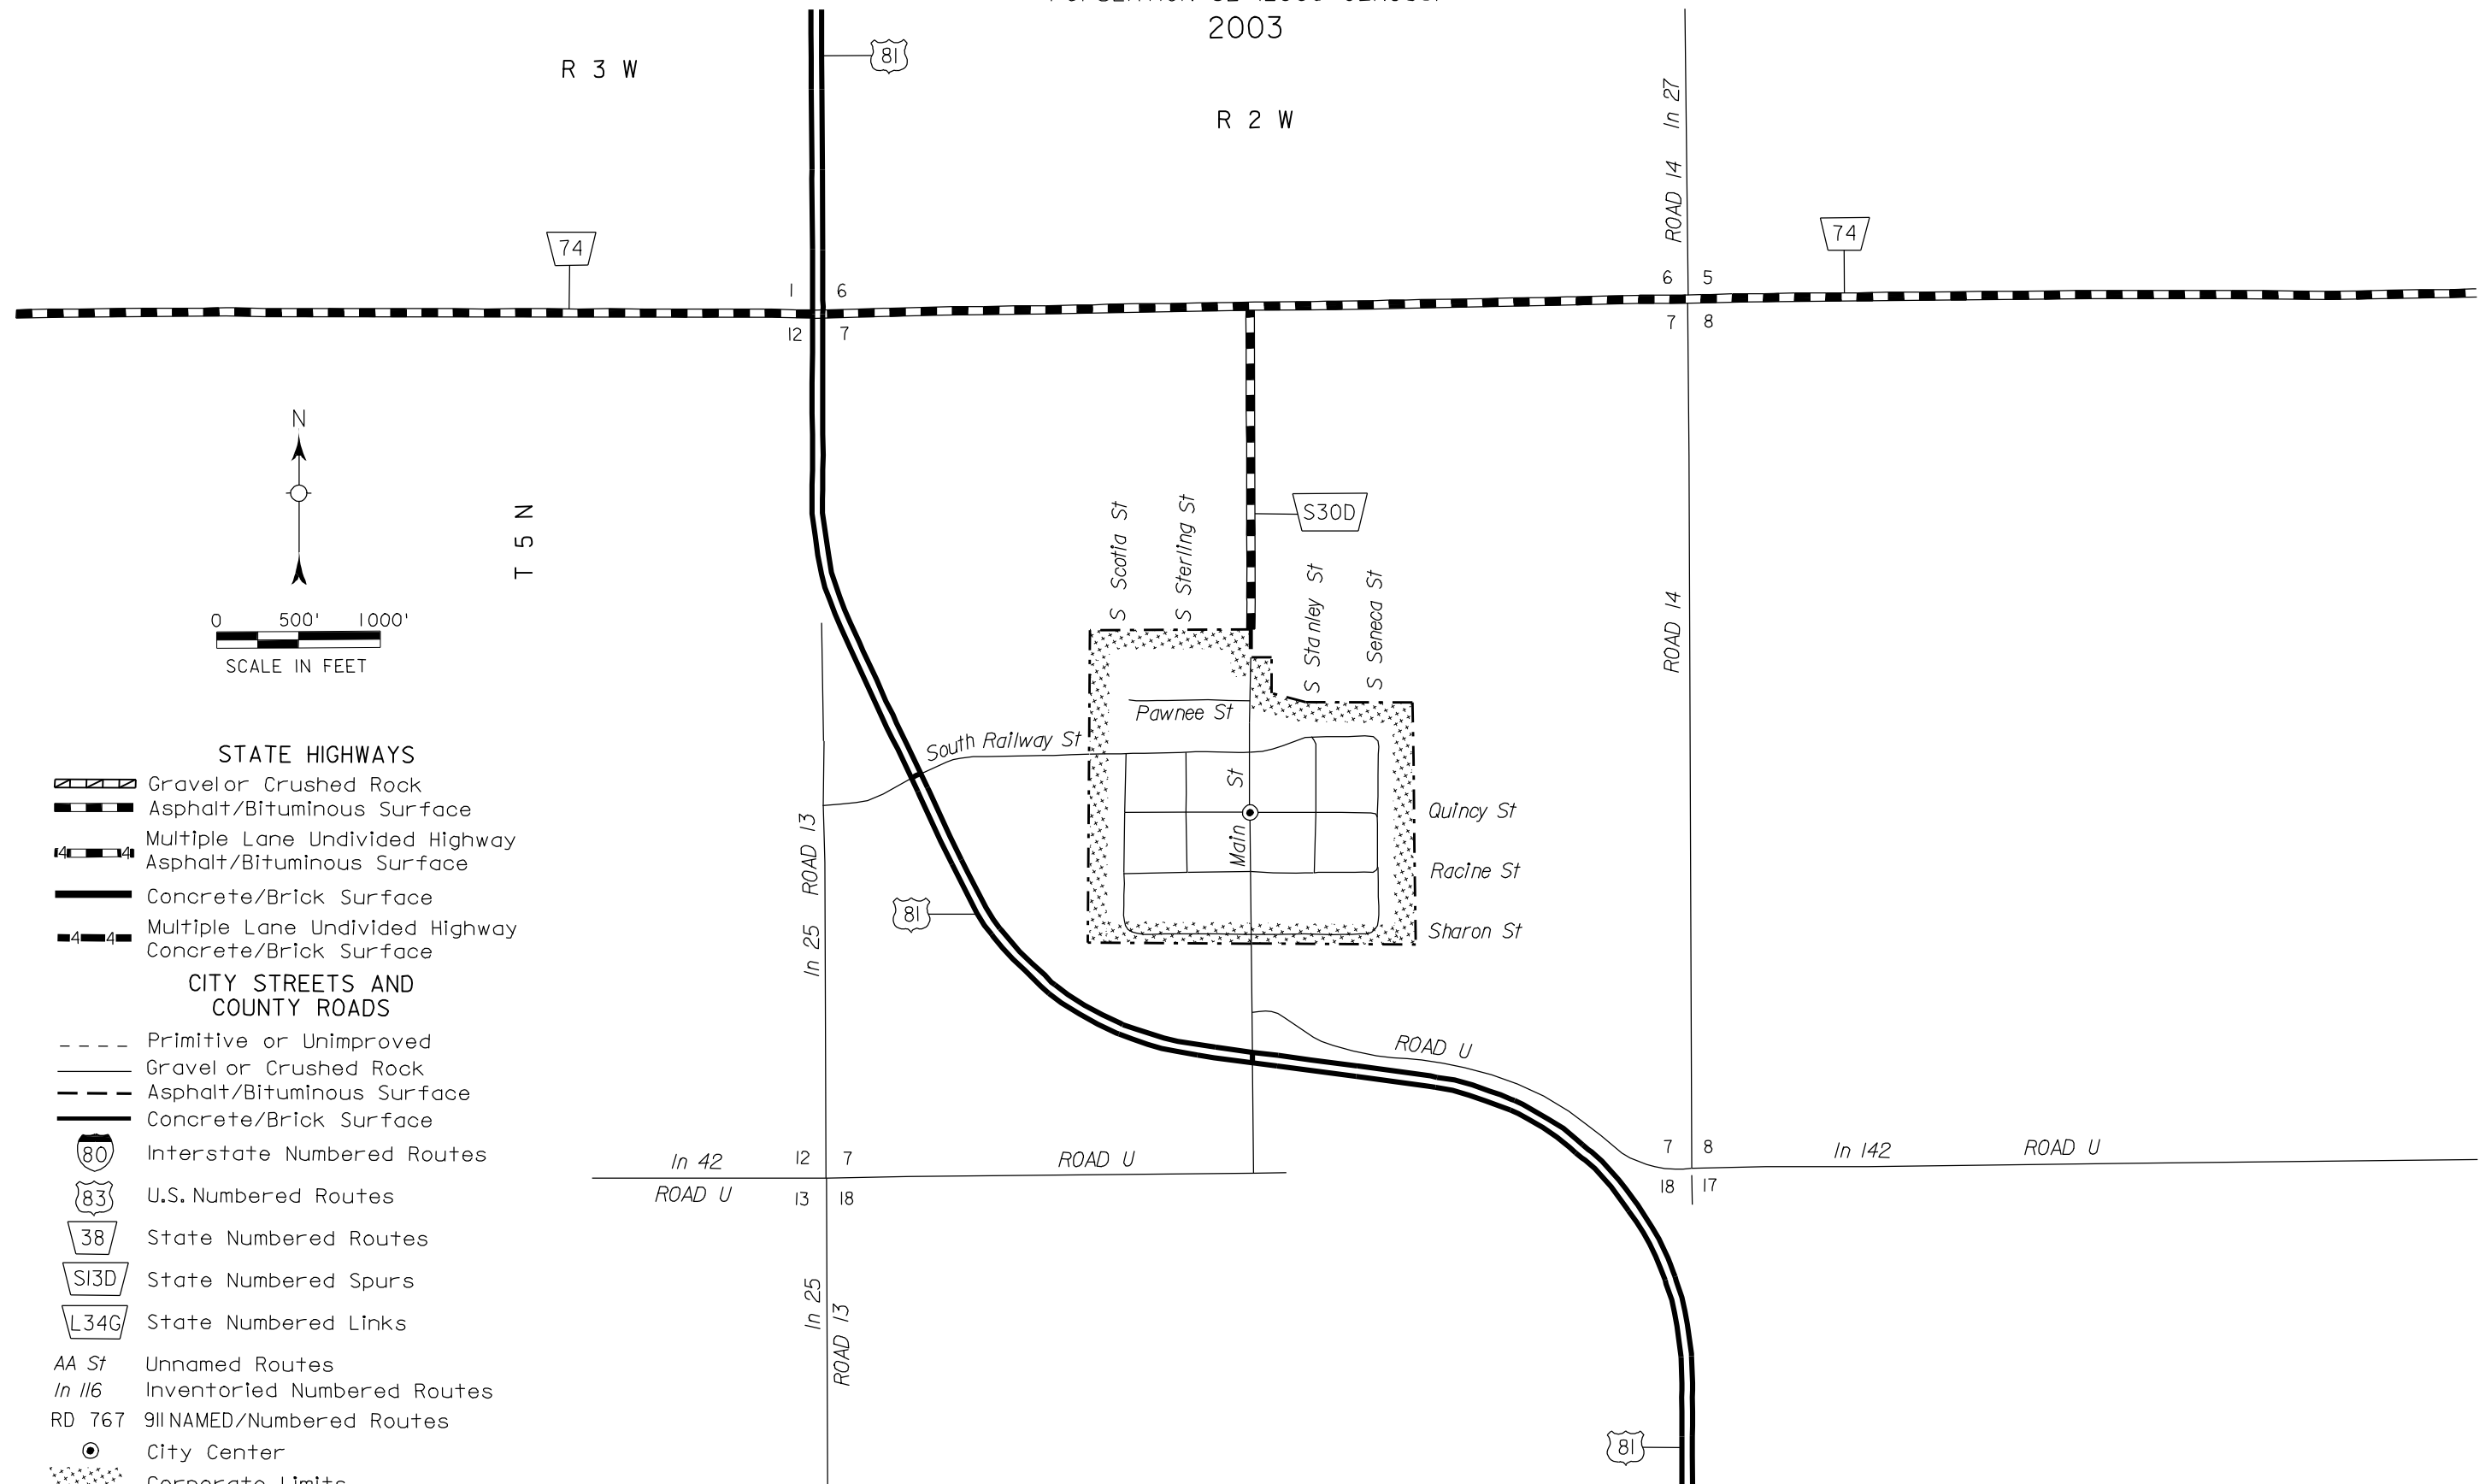 2003
R 3 W
81
R 2 W
ROAD 14 In 27
74
74
1 6
12 7
6 5
7 8
N
T 5 N
0 500' 1000'
SCALE IN FEET
S30D
S Scotia St
S Sterling St
S Stanley St
S Seneca St
ROAD 14
Pawnee St
South Railway St
Main St
Quincy St
Racine St
Sharon St
In 25 ROAD 13
81
ROAD U
In 42
ROAD U
12 7
13 18
ROAD U
7 8
18 17
In 142 ROAD U
In 25
ROAD 13
81
STATE HIGHWAYS
Gravel or Crushed Rock
Asphalt/Bituminous Surface
4 4 Multiple Lane Undivided Highway
Asphalt/Bituminous Surface
Concrete/Brick Surface
4 4 Multiple Lane Undivided Highway
Concrete/Brick Surface
CITY STREETS AND
COUNTY ROADS
Primitive or Unimproved
Gravel or Crushed Rock
Asphalt/Bituminous Surface
Concrete/Brick Surface
80 Interstate Numbered Routes
83 U.S. Numbered Routes
38 State Numbered Routes
S13D State Numbered Spurs
L34G State Numbered Links
AA St Unnamed Routes
In 116 Inventoried Numbered Routes
RD 767 911 NAMED/Numbered Routes
City Center
Corporate Limits